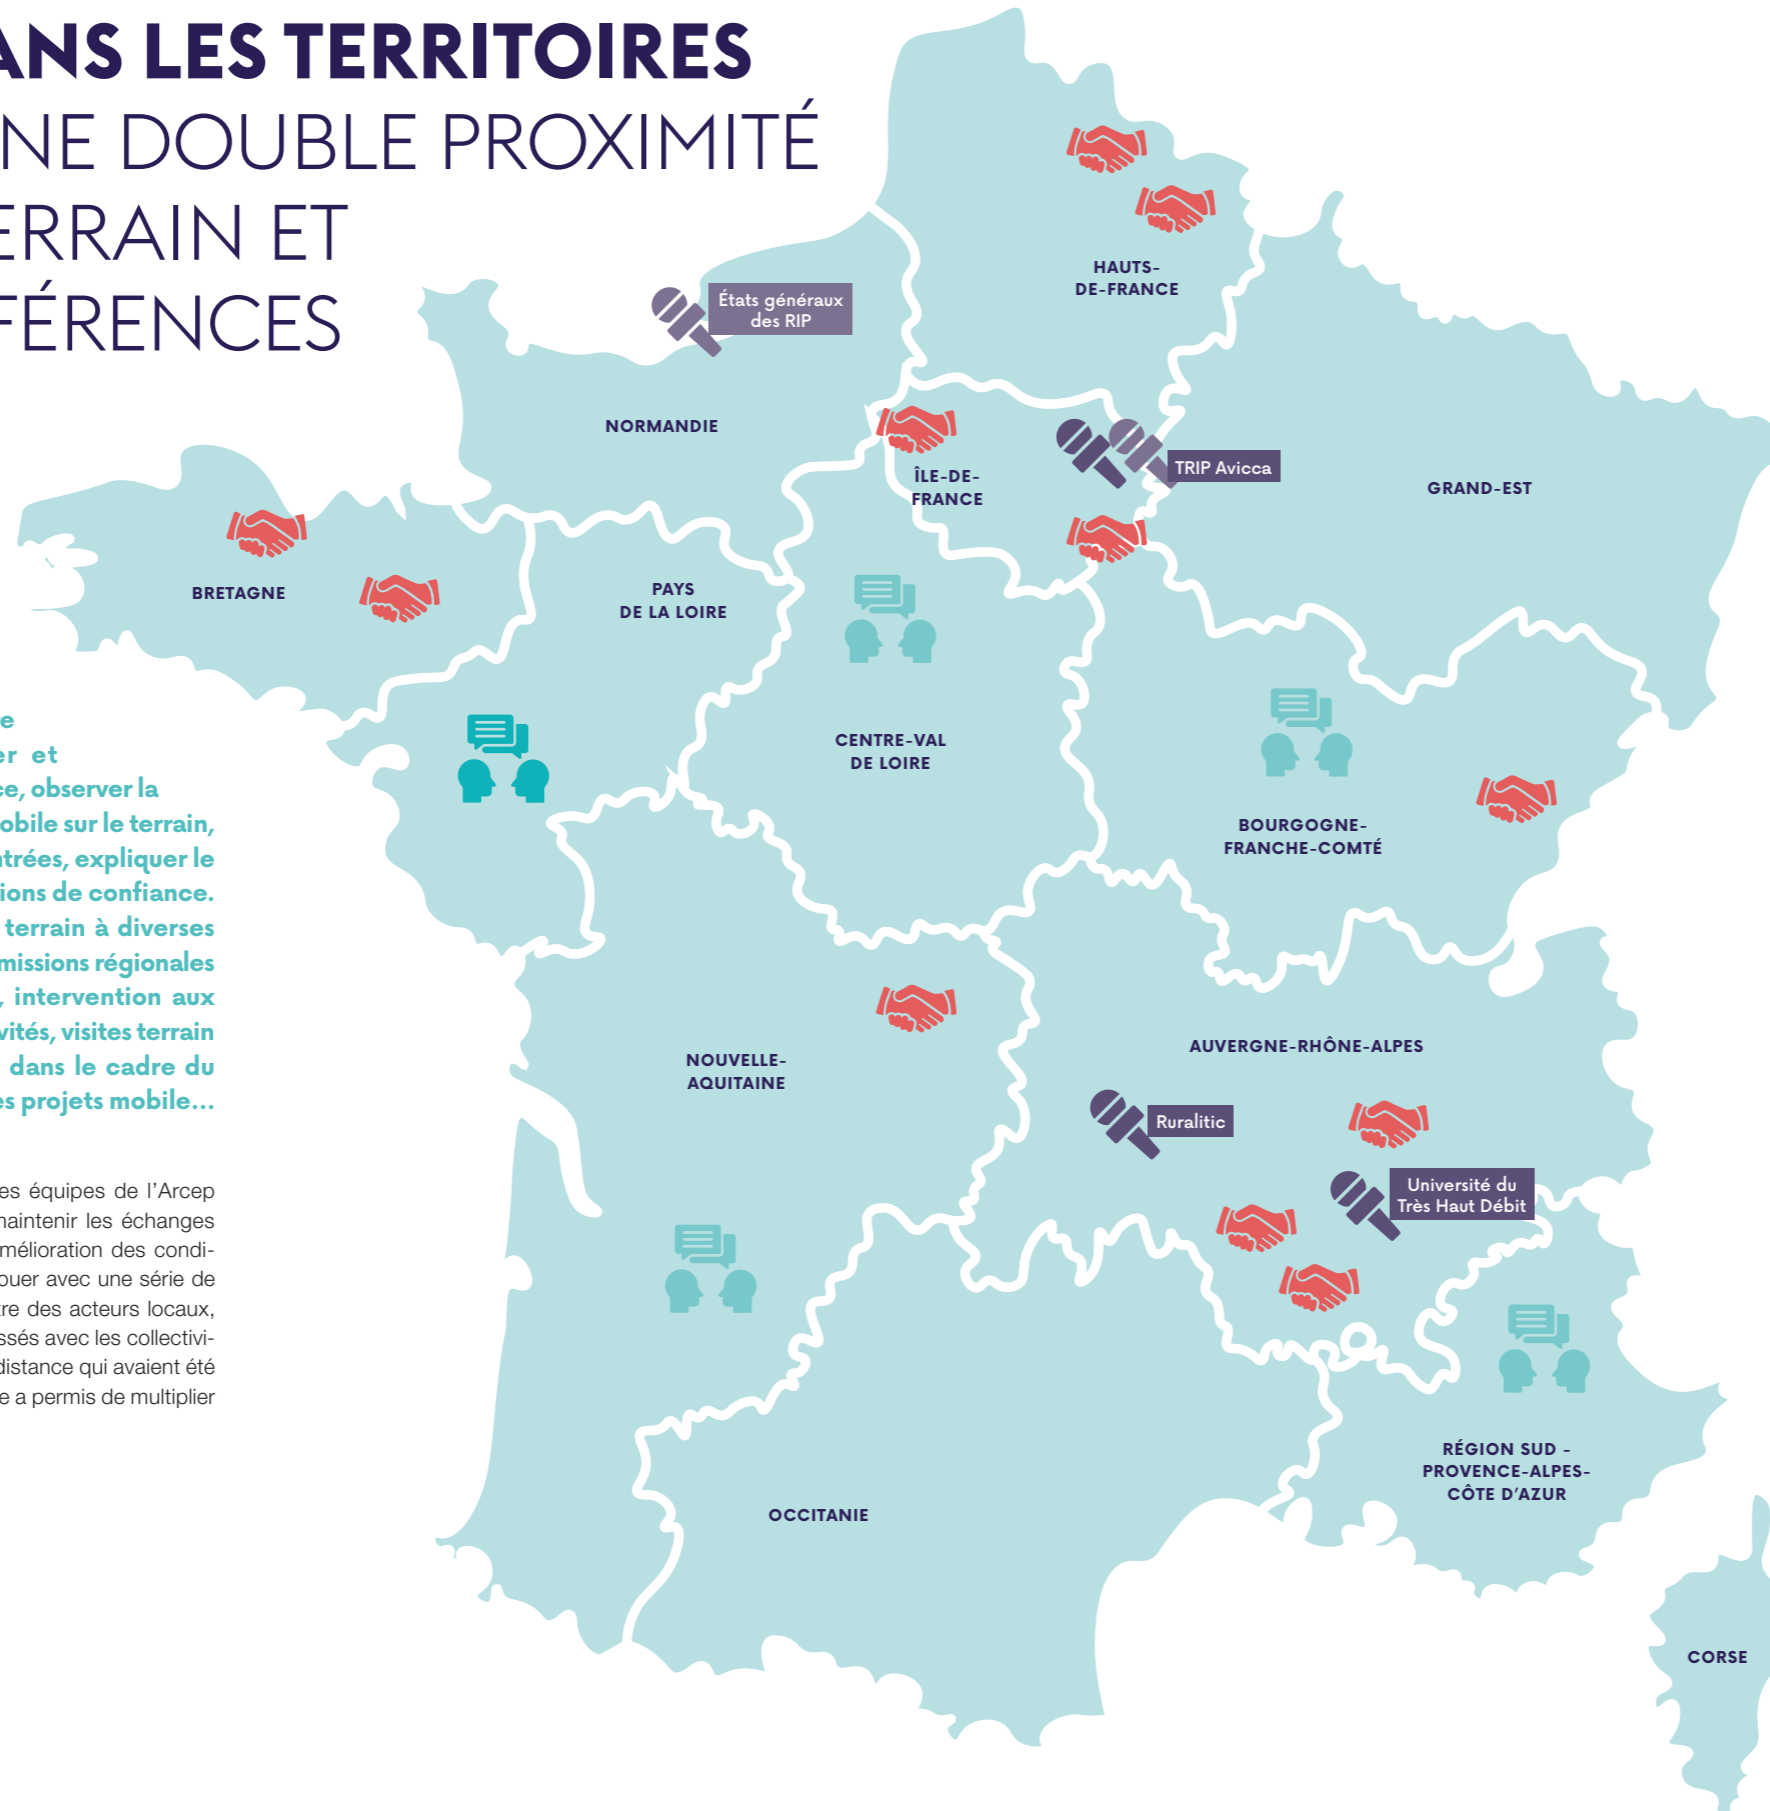 ANS LES TERRITOIRES
NE DOUBLE PROXIMITÉ
ERRAIN ET
FÉRENCES
HAUTS-
DE-FRANCE
États généraux
des RIP
NORMANDIE
ÎLE-DE-
FRANCE
TRIP Avicca
GRAND-EST
BRETAGNE
PAYS
DE LA LOIRE
CENTRE-VAL
DE LOIRE
BOURGOGNE-
FRANCHE-COMTÉ
NOUVELLE-
AQUITAINE
AUVERGNE-RHÔNE-ALPES
Ruralitic
Université du
Très Haut Débit
RÉGION SUD -
PROVENCE-ALPES-
CÔTE D'AZUR
OCCITANIE
CORSE
e
er et
ce, observer la
obile sur le terrain,
ntrées, expliquer le
ions de confiance.
terrain à diverses
missions régionales
, intervention aux
vités, visites terrain
dans le cadre du
es projets mobile...
es équipes de l'Arcep
maintenir les échanges
mélioration des condi-
ouer avec une série de
tre des acteurs locaux,
ssés avec les collectivi-
distance qui avaient été
e a permis de multiplier